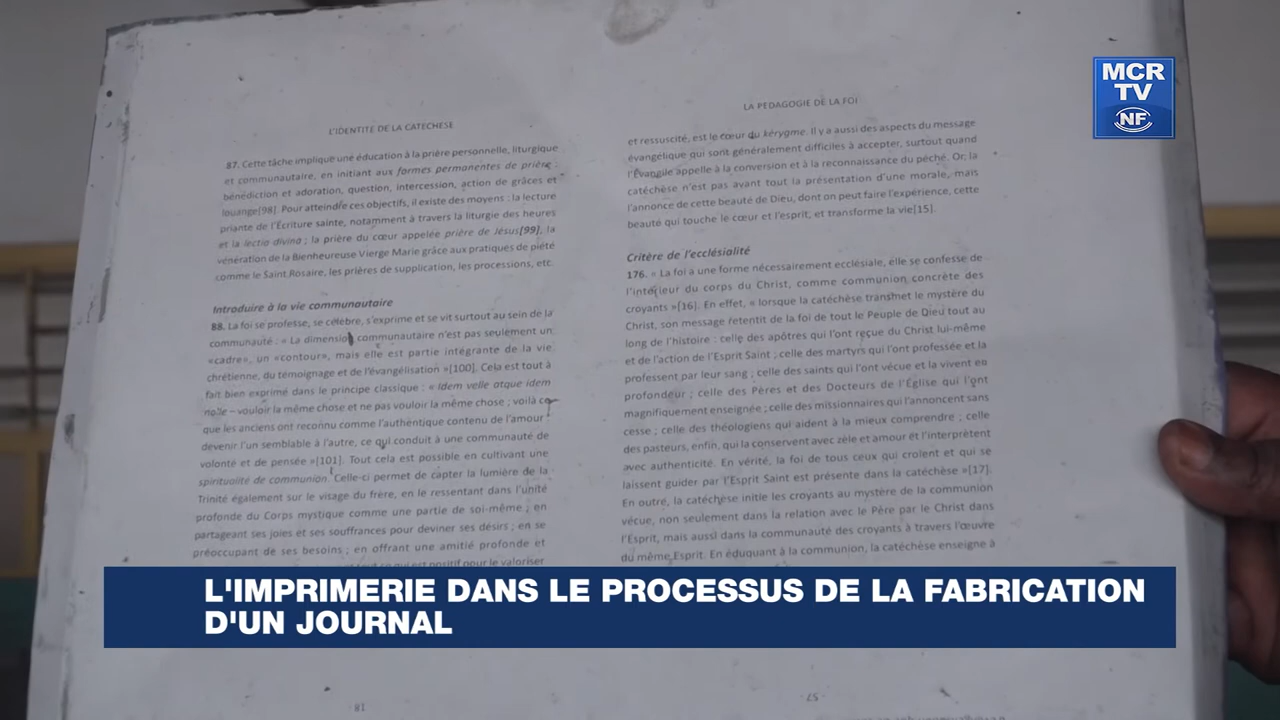 MCR
TV
NF
L'IDENTITÉ DE LA CATÉCHÈSE
87. Cette tâche implique une éducation à la prière personnelle, liturgique
et communautaire, en initiant aux formes permanentes de prière :
bénédiction et adoration, question, intercession, action de grâces et
louange[98]. Pour atteindre ces objectifs, il existe des moyens : la lecture
priante de l'Écriture sainte, notamment à travers la liturgie des heures
et la lectio divina ; la prière du cœur appelée prière de Jésus[99], la
vénération de la Bienheureuse Vierge Marie grâce aux pratiques de piété
comme le Saint Rosaire, les prières de supplication, les processions, etc.
Introduire à la vie communautaire
88. La foi se professe, se célèbre, s'exprime et se vit surtout au sein de la
communauté : « La dimension communautaire n'est pas seulement un
«cadre», un «contour», mais elle est partie intégrante de la vie
chrétienne, du témoignage et de l'évangélisation »[100]. Cela est tout à
fait bien exprimé dans le principe classique : « Idem velle atque idem
nolle – vouloir la même chose et ne pas vouloir la même chose ; voilà ce
que les anciens ont reconnu comme l'authentique contenu de l'amour :
devenir l'un semblable à l'autre, ce qui conduit à une communauté de
volonté et de pensée »[101]. Tout cela est possible en cultivant une
spiritualité de communion. Celle-ci permet de capter la lumière de la
Trinité également sur le visage du frère, en le ressentant dans l'unité
profonde du Corps mystique comme une partie de soi-même ; en
partageant ses joies et ses souffrances pour deviner ses désirs ; en se
préoccupant de ses besoins ; en offrant une amitié profonde et
tout ce qui est positif pour le valoriser
81
LA PÉDAGOGIE DE LA FOI
et ressuscité, est le cœur du kérygme. Il y a aussi des aspects du message
évangélique qui sont généralement difficiles à accepter, surtout quand
l'Évangile appelle à la conversion et à la reconnaissance du péché. Or, la
catéchèse n'est pas avant tout la présentation d'une morale, mais
l'annonce de cette beauté de Dieu, dont on peut faire l'expérience, cette
beauté qui touche le cœur et l'esprit, et transforme la vie[15].
Critère de l'ecclésialité
176. « La foi a une forme nécessairement ecclésiale, elle se confesse de
l'intérieur du corps du Christ, comme communion concrète des
croyants »[16]. En effet, « lorsque la catéchèse transmet le mystère du
Christ, son message retentit de la foi de tout le Peuple de Dieu tout au
long de l'histoire : celle des apôtres qui l'ont reçue du Christ lui-même
et de l'action de l'Esprit Saint ; celle des martyrs qui l'ont professée et la
professent par leur sang ; celle des saints qui l'ont vécue et la vivent en
profondeur ; celle des Pères et des Docteurs de l'Église qui l'ont
magnifiquement enseignée ; celle des missionnaires qui l'annoncent sans
cesse ; celle des théologiens qui aident à la mieux comprendre ; celle
des pasteurs, enfin, qui la conservent avec zèle et amour et l'interprètent
avec authenticité. En vérité, la foi de tous ceux qui croient et qui se
laissent guider par l'Esprit Saint est présente dans la catéchèse »[17].
En outre, la catéchèse initie les croyants au mystère de la communion
vécue, non seulement dans la relation avec le Père par le Christ dans
l'Esprit, mais aussi dans la communauté des croyants à travers l'œuvre
du même Esprit. En éduquant à la communion, la catéchèse enseigne à
57
L'IMPRIMERIE DANS LE PROCESSUS DE LA FABRICATION
D'UN JOURNAL